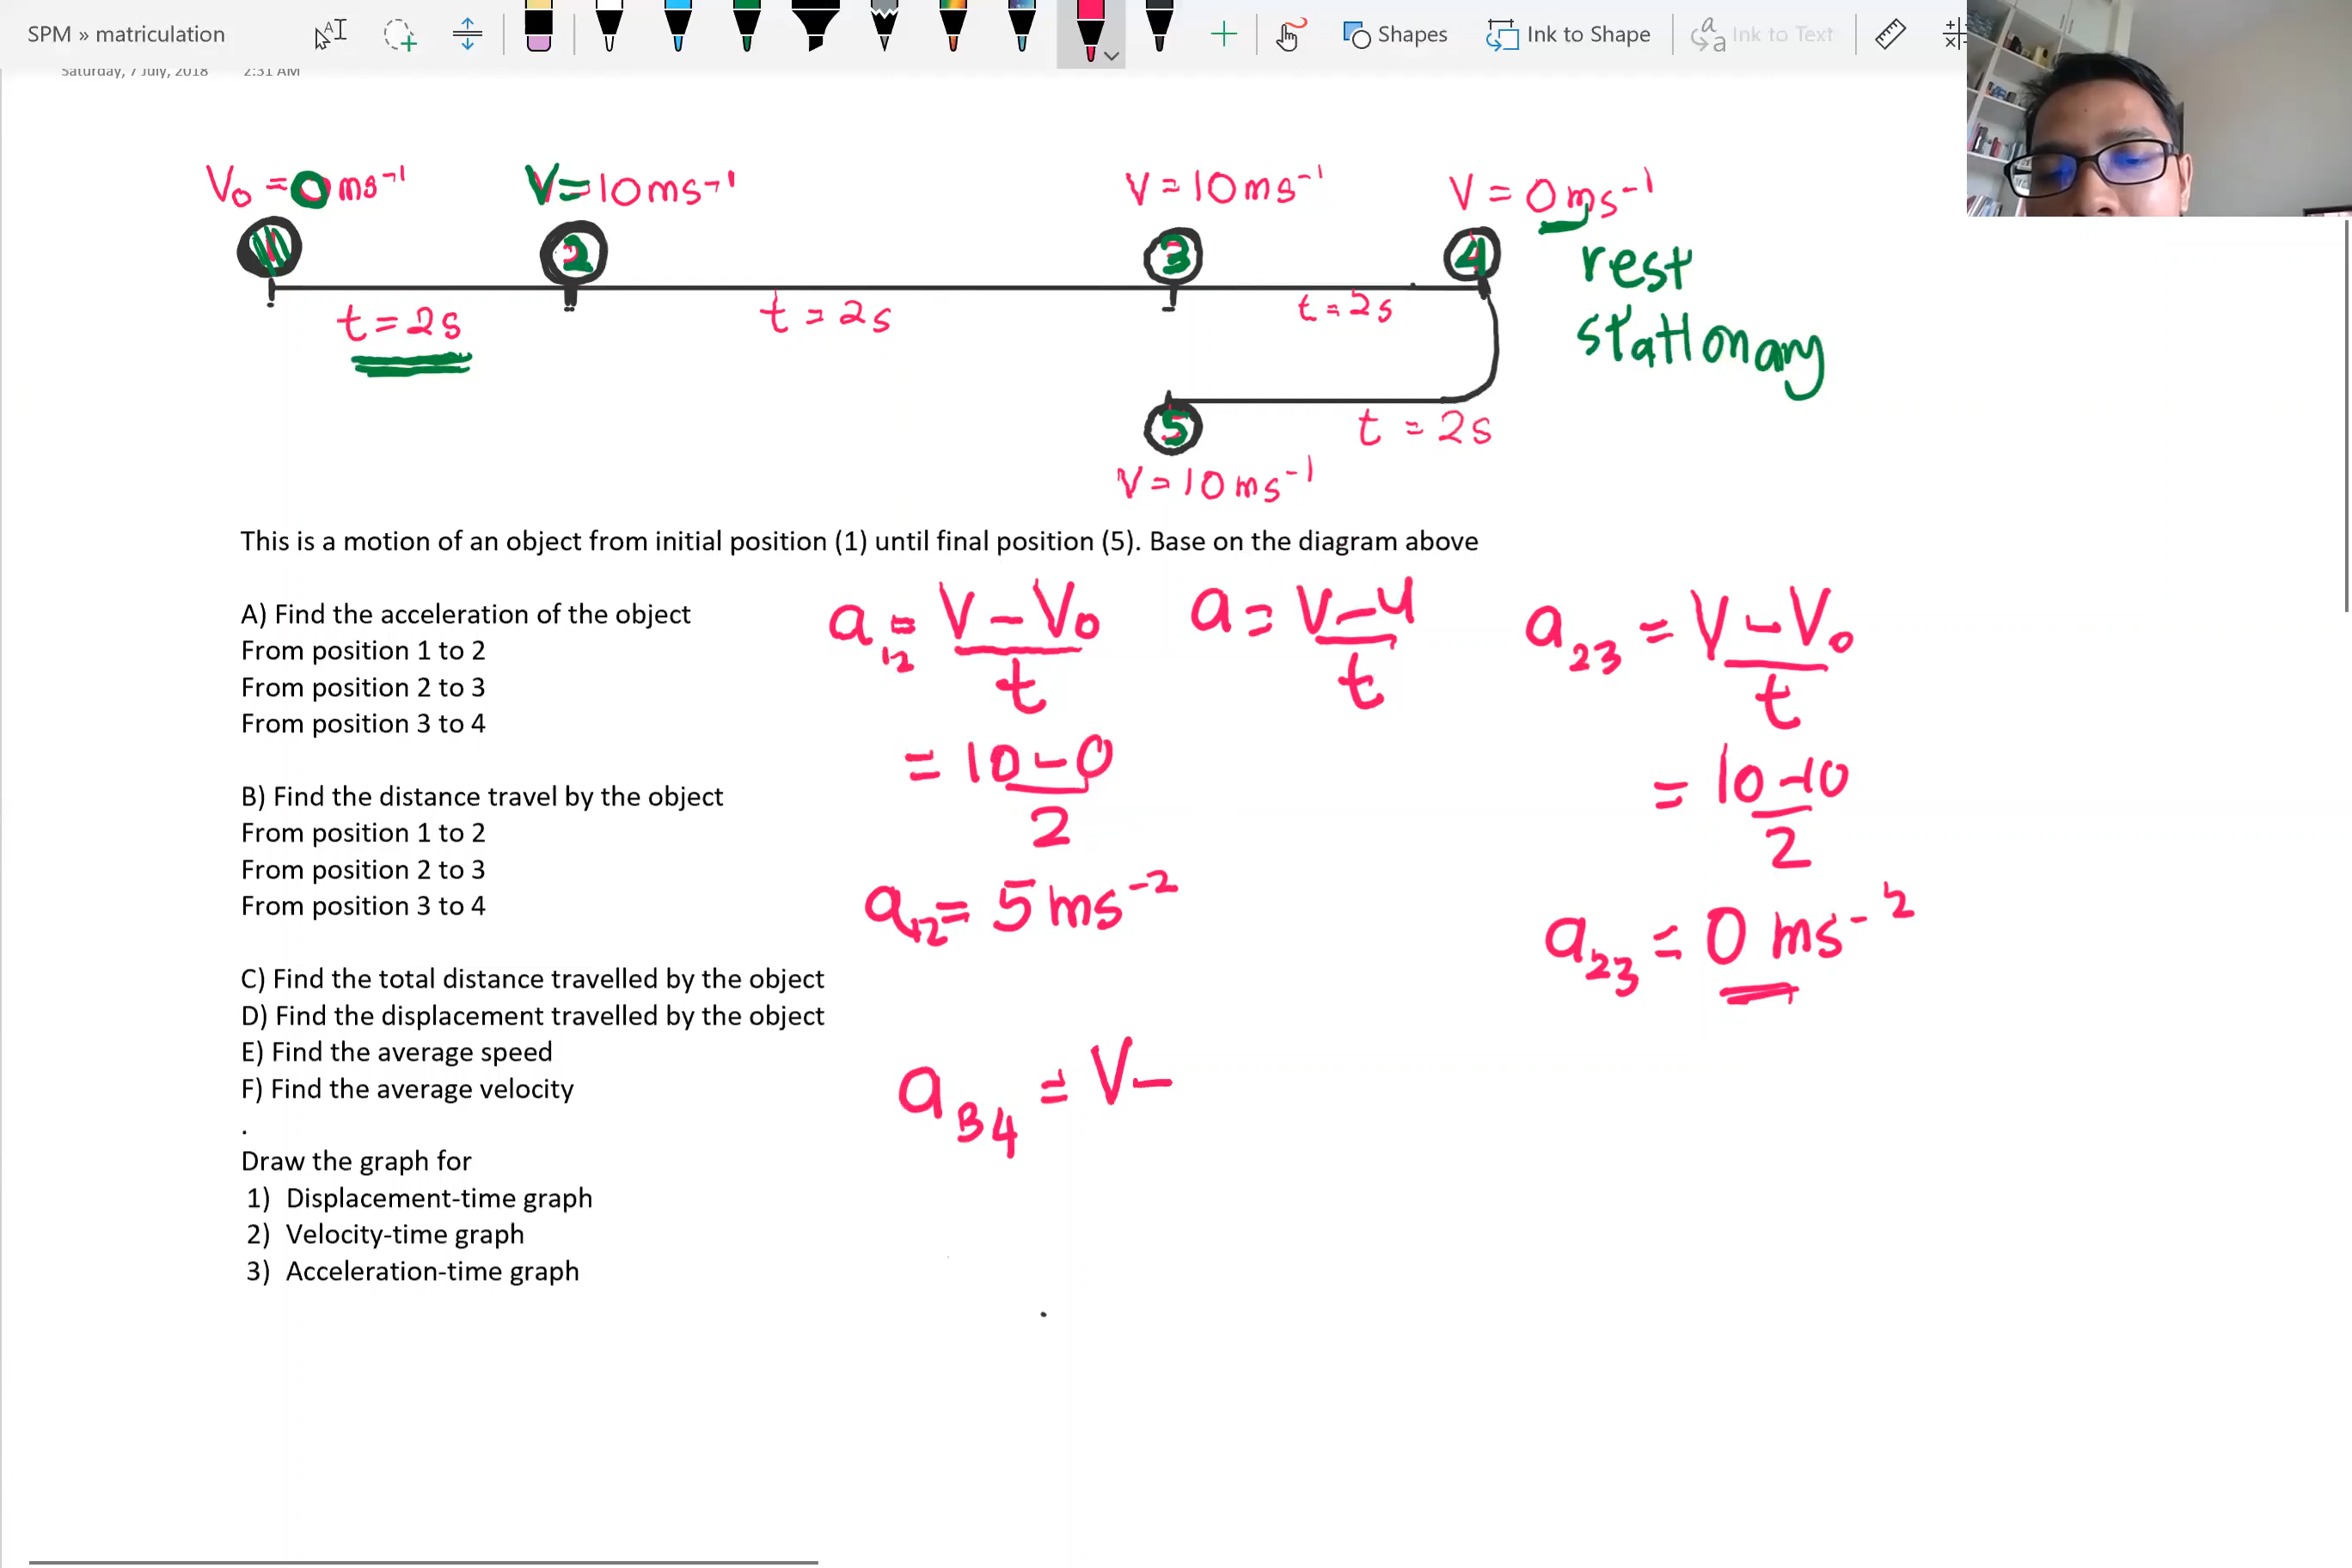 SPM » matriculation
Shapes
Ink to Shape
Ink to Text
Saturday, 7 July, 2018 2:31 AM
V₀ = 0 ms⁻¹
V = 10 ms⁻¹
V = 10 ms⁻¹
V = 0 ms⁻¹
1
2
3
4
rest
stationary
t = 2s
t = 2s
t = 2s
5
t = 2s
V = 10 ms⁻¹
This is a motion of an object from initial position (1) until final position (5). Base on the diagram above
A) Find the acceleration of the object
From position 1 to 2
From position 2 to 3
From position 3 to 4
B) Find the distance travel by the object
From position 1 to 2
From position 2 to 3
From position 3 to 4
C) Find the total distance travelled by the object
D) Find the displacement travelled by the object
E) Find the average speed
F) Find the average velocity
.
Draw the graph for
1) Displacement-time graph
2) Velocity-time graph
3) Acceleration-time graph
a₁₂ = V - V₀
t
= 10 - 0
2
a₁₂ = 5 ms⁻²
a = V - u
t
a₂₃ = V - V₀
t
= 10 - 10
2
a₂₃ = 0 ms⁻²
a₃₄ = V -